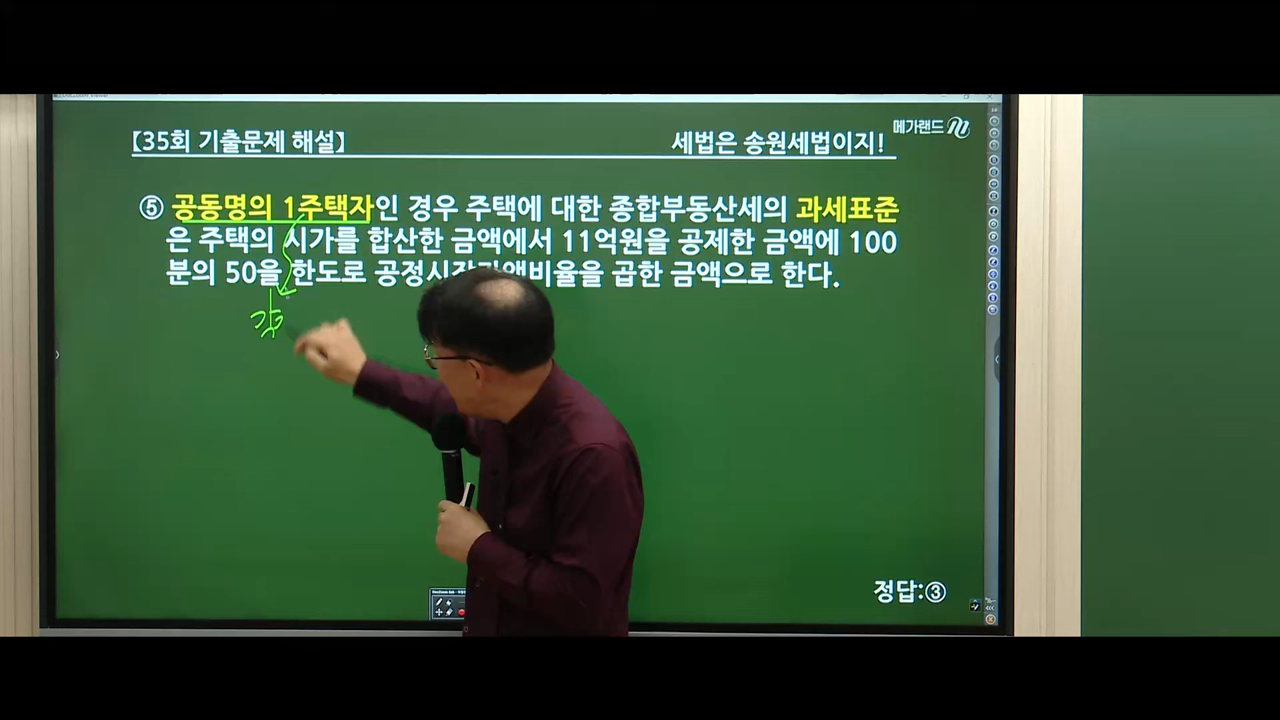 【35회 기출문제 해설】
세법은 송원세법이지!
메가랜드
⑤ 공동명의 1주택자인 경우 주택에 대한 종합부동산세의 과세표준
은 주택의 시가를 합산한 금액에서 11억원을 공제한 금액에 100
분의 50을 한도로 공정시장가액비율을 곱한 금액으로 한다.
정답:③